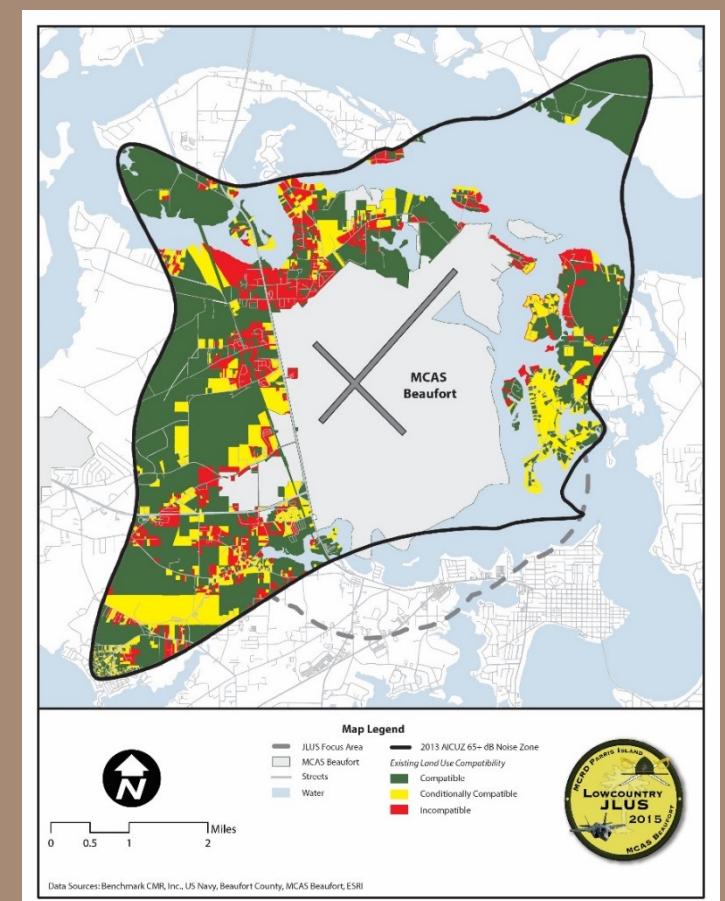 MCAS
Beaufort
Map Legend
JLUS Focus Area
MCAS Beaufort
Streets
Water
2013 AICUZ 65+ dB Noise Zone
Existing Land Use Compatibility
Compatible
Conditionally Compatible
Incompatible
N
Miles
0 0.5 1 2
MCRD PARRIS ISLAND
LOWCOUNTRY
JLUS
2015
MCAS BEAUFORT
Data Sources: Benchmark CMR, Inc., US Navy, Beaufort County, MCAS Beaufort, ESRI